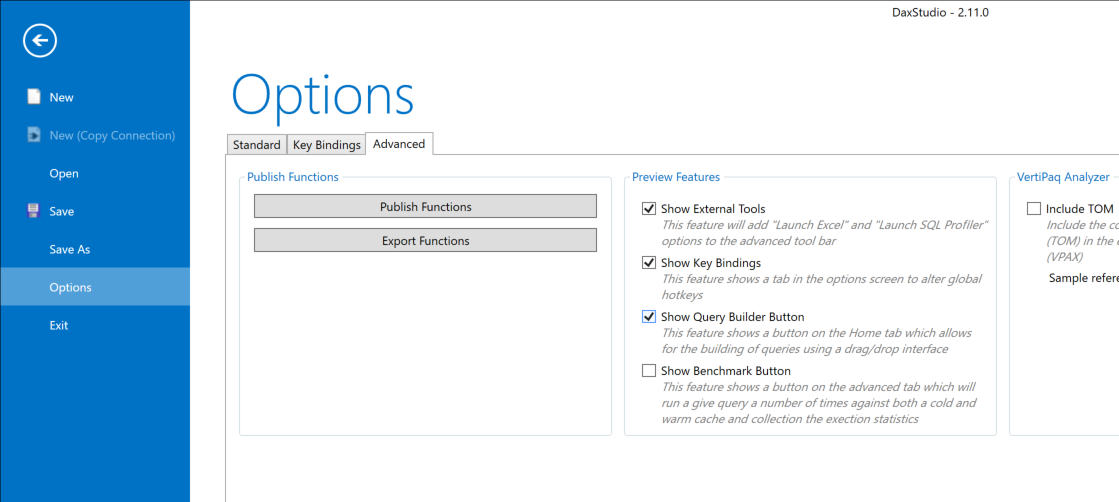 DaxStudio - 2.11.0
New
New (Copy Connection)
Open
Save
Save As
Options
Exit
Options
Standard
Key Bindings
Advanced
Publish Functions
Publish Functions
Export Functions
Preview Features
Show External Tools
This feature will add "Launch Excel" and "Launch SQL Profiler"
options to the advanced tool bar
Show Key Bindings
This feature shows a tab in the options screen to alter global
hotkeys
Show Query Builder Button
This feature shows a button on the Home tab which allows
for the building of queries using a drag/drop interface
Show Benchmark Button
This feature shows a button on the advanced tab which will
run a give query a number of times against both a cold and
warm cache and collection the exection statistics
VertiPaq Analyzer
Include TOM
Include the
(TOM) in the
(VPAX)
Sample